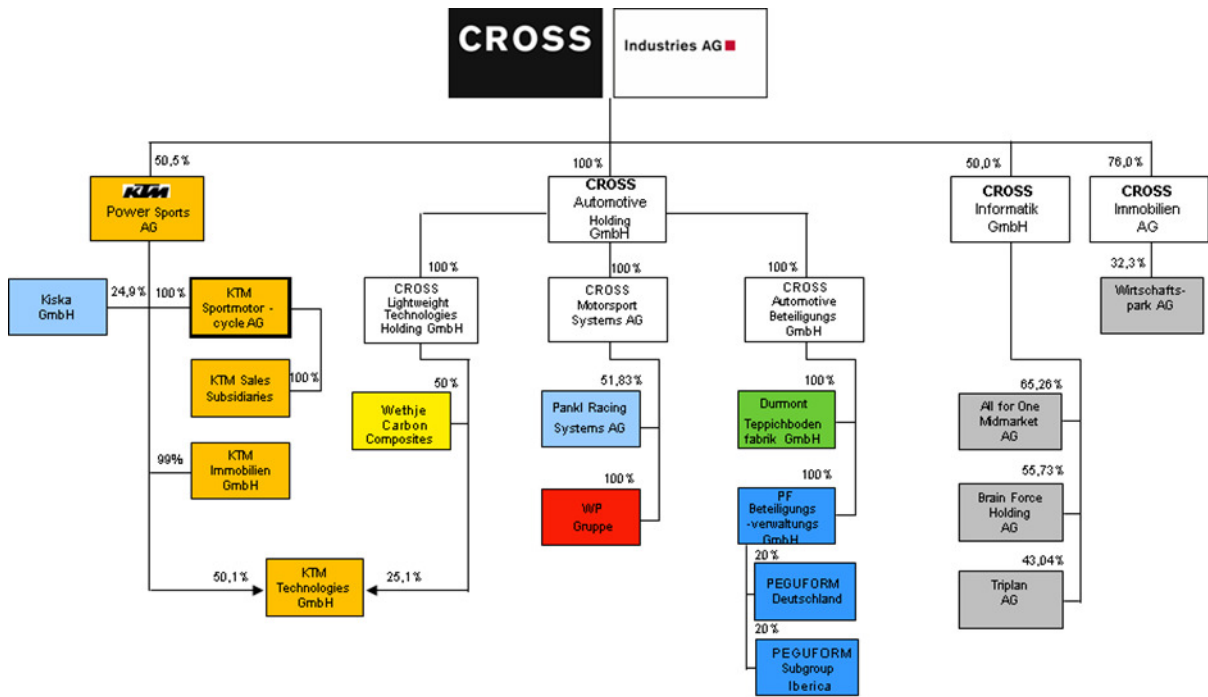 CROSS
Industries AG
50,5%
100%
50,0%
76,0%
KTM
Power Sports
AG
CROSS
Automotive
Holding
GmbH
CROSS
Informatik
GmbH
CROSS
Immobilien
AG
100%
100%
100%
32,3%
Kiska
GmbH
24,9%
100%
KTM
Sportmotor -
cycle AG
CROSS
Lightweight
Technologies
Holding GmbH
CROSS
Motorsport
Systems AG
CROSS
Automotive
Beteiligungs
GmbH
Wirtschafts-
park AG
KTM Sales
Subsidiaries
100%
50%
51,83%
100%
65,26%
Wethje
Carbon
Composites
Pankl Racing
Systems AG
Durmont
Teppichboden
fabrik GmbH
All for One
Midmarket
AG
99%
KTM
Immobilien
GmbH
100%
100%
55,73%
WP
Gruppe
PF
Beteiligungs
-verwaltungs
GmbH
Brain Force
Holding
AG
50,1%
KTM
Technologies
GmbH
25,1%
20%
43,04%
PEGUFORM
Deutschland
Triplan
AG
20%
PEGUFORM
Subgroup
Iberica